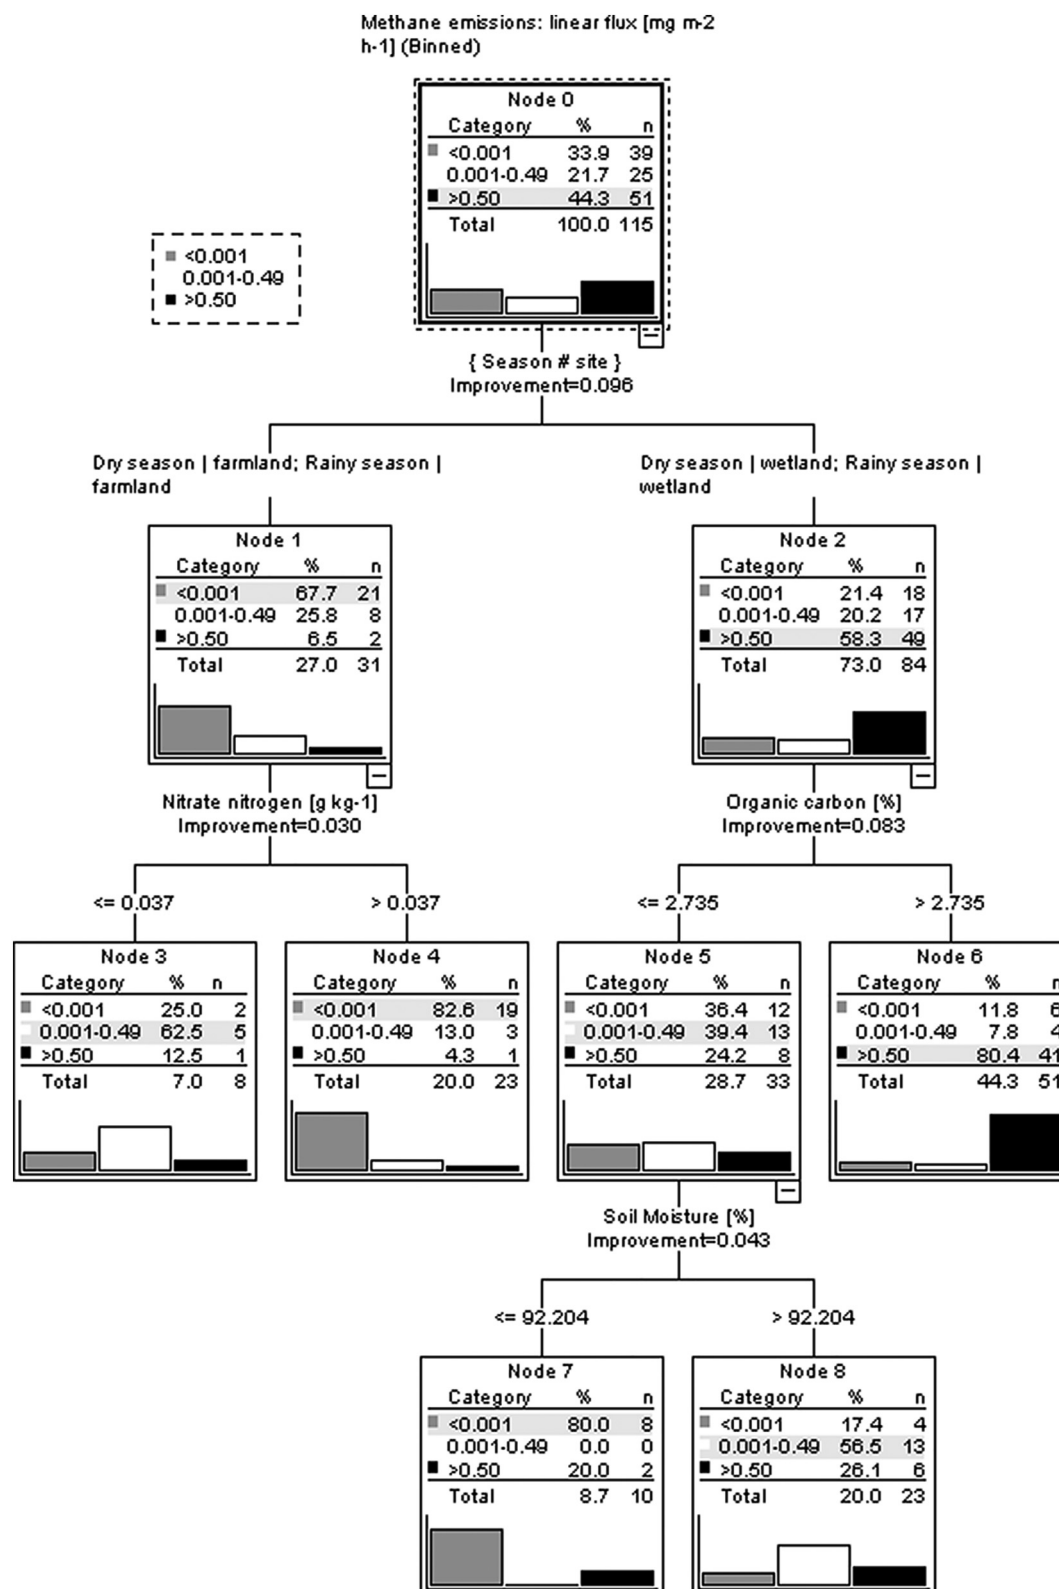 Methane emissions: linear flux [mg m-2
h-1] (Binned)
Node 0
Category % n
<0.001 33.9 39
0.001-0.49 21.7 25
>0.50 44.3 51
Total 100.0 115
<0.001
0.001-0.49
>0.50
{ Season # site }
Improvement=0.096
Dry season | farmland; Rainy season |
farmland
Dry season | wetland; Rainy season |
wetland
Node 1
Category % n
<0.001 67.7 21
0.001-0.49 25.8 8
>0.50 6.5 2
Total 27.0 31
Node 2
Category % n
<0.001 21.4 18
0.001-0.49 20.2 17
>0.50 58.3 49
Total 73.0 84
Nitrate nitrogen [g kg-1]
Improvement=0.030
Organic carbon [%]
Improvement=0.083
<= 0.037
> 0.037
<= 2.735
> 2.735
Node 3
Category % n
<0.001 25.0 2
0.001-0.49 62.5 5
>0.50 12.5 1
Total 7.0 8
Node 4
Category % n
<0.001 82.6 19
0.001-0.49 13.0 3
>0.50 4.3 1
Total 20.0 23
Node 5
Category % n
<0.001 36.4 12
0.001-0.49 39.4 13
>0.50 24.2 8
Total 28.7 33
Node 6
Category % n
<0.001 11.8 6
0.001-0.49 7.8 4
>0.50 80.4 41
Total 44.3 51
Soil Moisture [%]
Improvement=0.043
<= 92.204
> 92.204
Node 7
Category % n
<0.001 80.0 8
0.001-0.49 0.0 0
>0.50 20.0 2
Total 8.7 10
Node 8
Category % n
<0.001 17.4 4
0.001-0.49 56.5 13
>0.50 26.1 6
Total 20.0 23